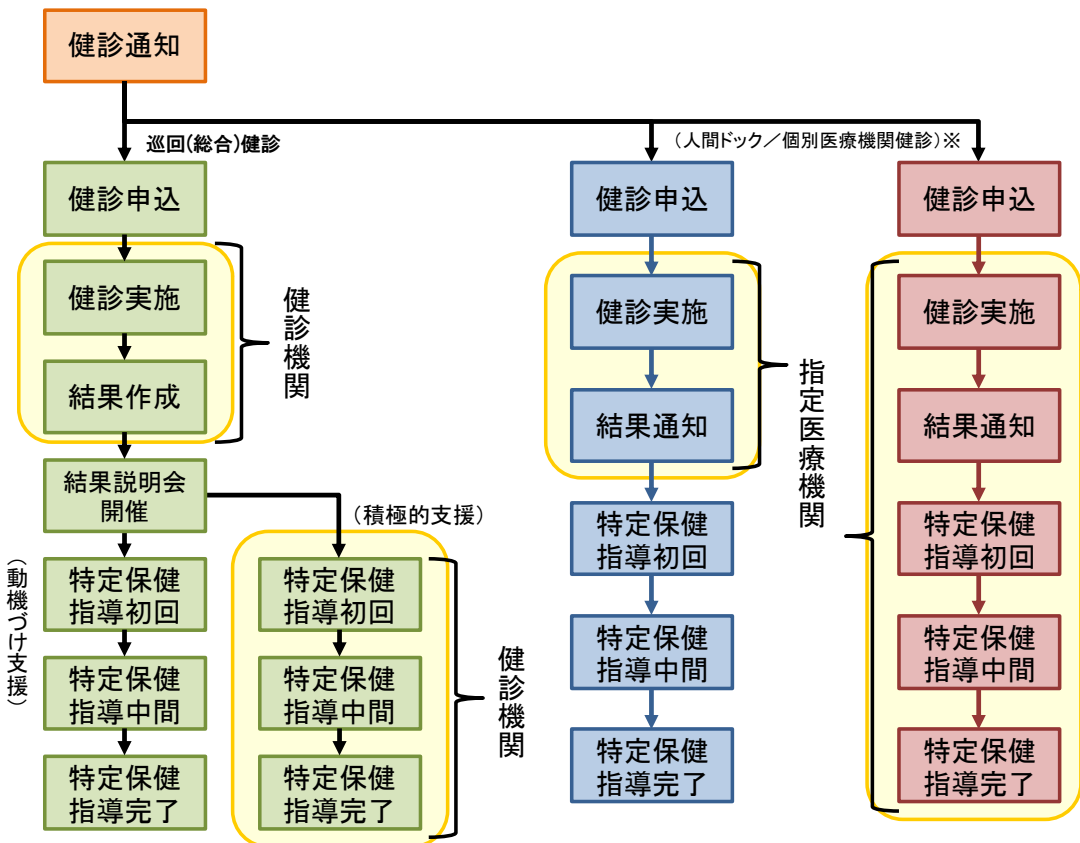 健診通知
巡回(総合)健診
（人間ドック／個別医療機関健診）※
健診申込
健診実施
結果作成
健診機関
結果説明会
開催
（動機づけ支援）
特定保健
指導初回
特定保健
指導中間
特定保健
指導完了
（積極的支援）
特定保健
指導初回
特定保健
指導中間
特定保健
指導完了
健診機関
健診申込
健診実施
結果通知
特定保健
指導初回
特定保健
指導中間
特定保健
指導完了
指定医療機関
健診申込
健診実施
結果通知
特定保健
指導初回
特定保健
指導中間
特定保健
指導完了